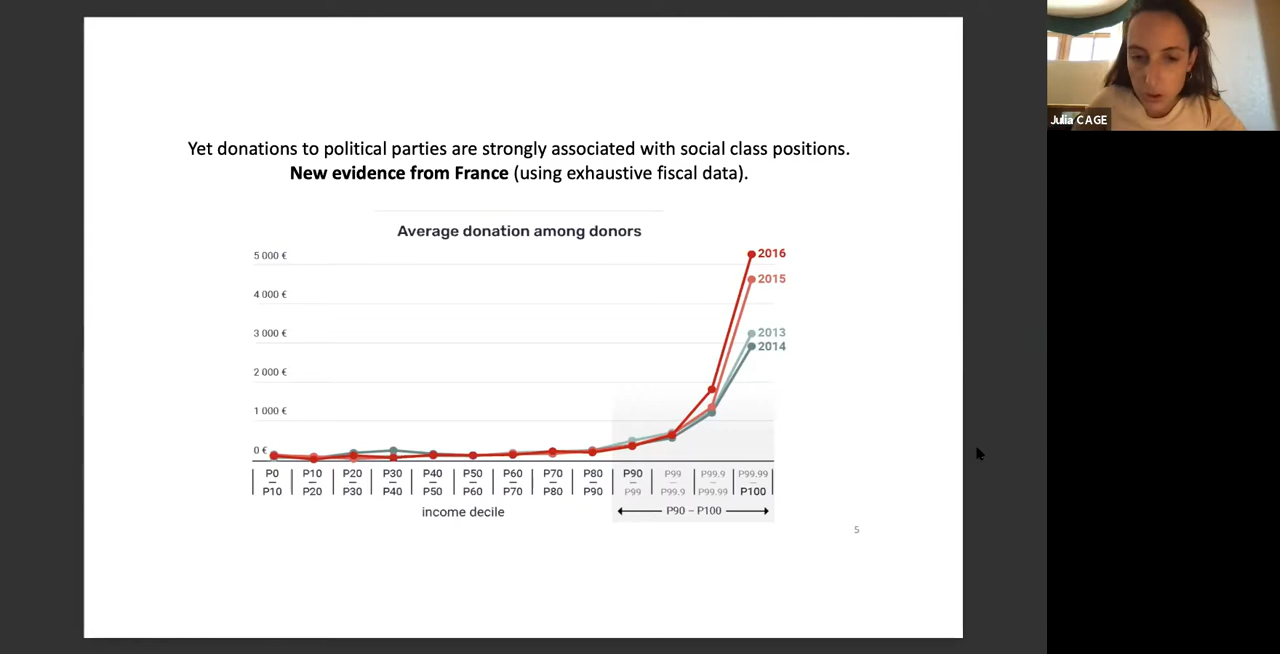 Yet donations to political parties are strongly associated with social class positions.
New evidence from France (using exhaustive fiscal data).
Average donation among donors
5 000 €
4 000 €
3 000 €
2 000 €
1 000 €
0 €
2016
2015
2013
2014
P0 – P10
P10 – P20
P20 – P30
P30 – P40
P40 – P50
P50 – P60
P60 – P70
P70 – P80
P80 – P90
P90 – P99
P99 – P99.9
P99.9 – P99.99
P99.99 – P100
income decile
P90 – P100
5
Julia CAGE